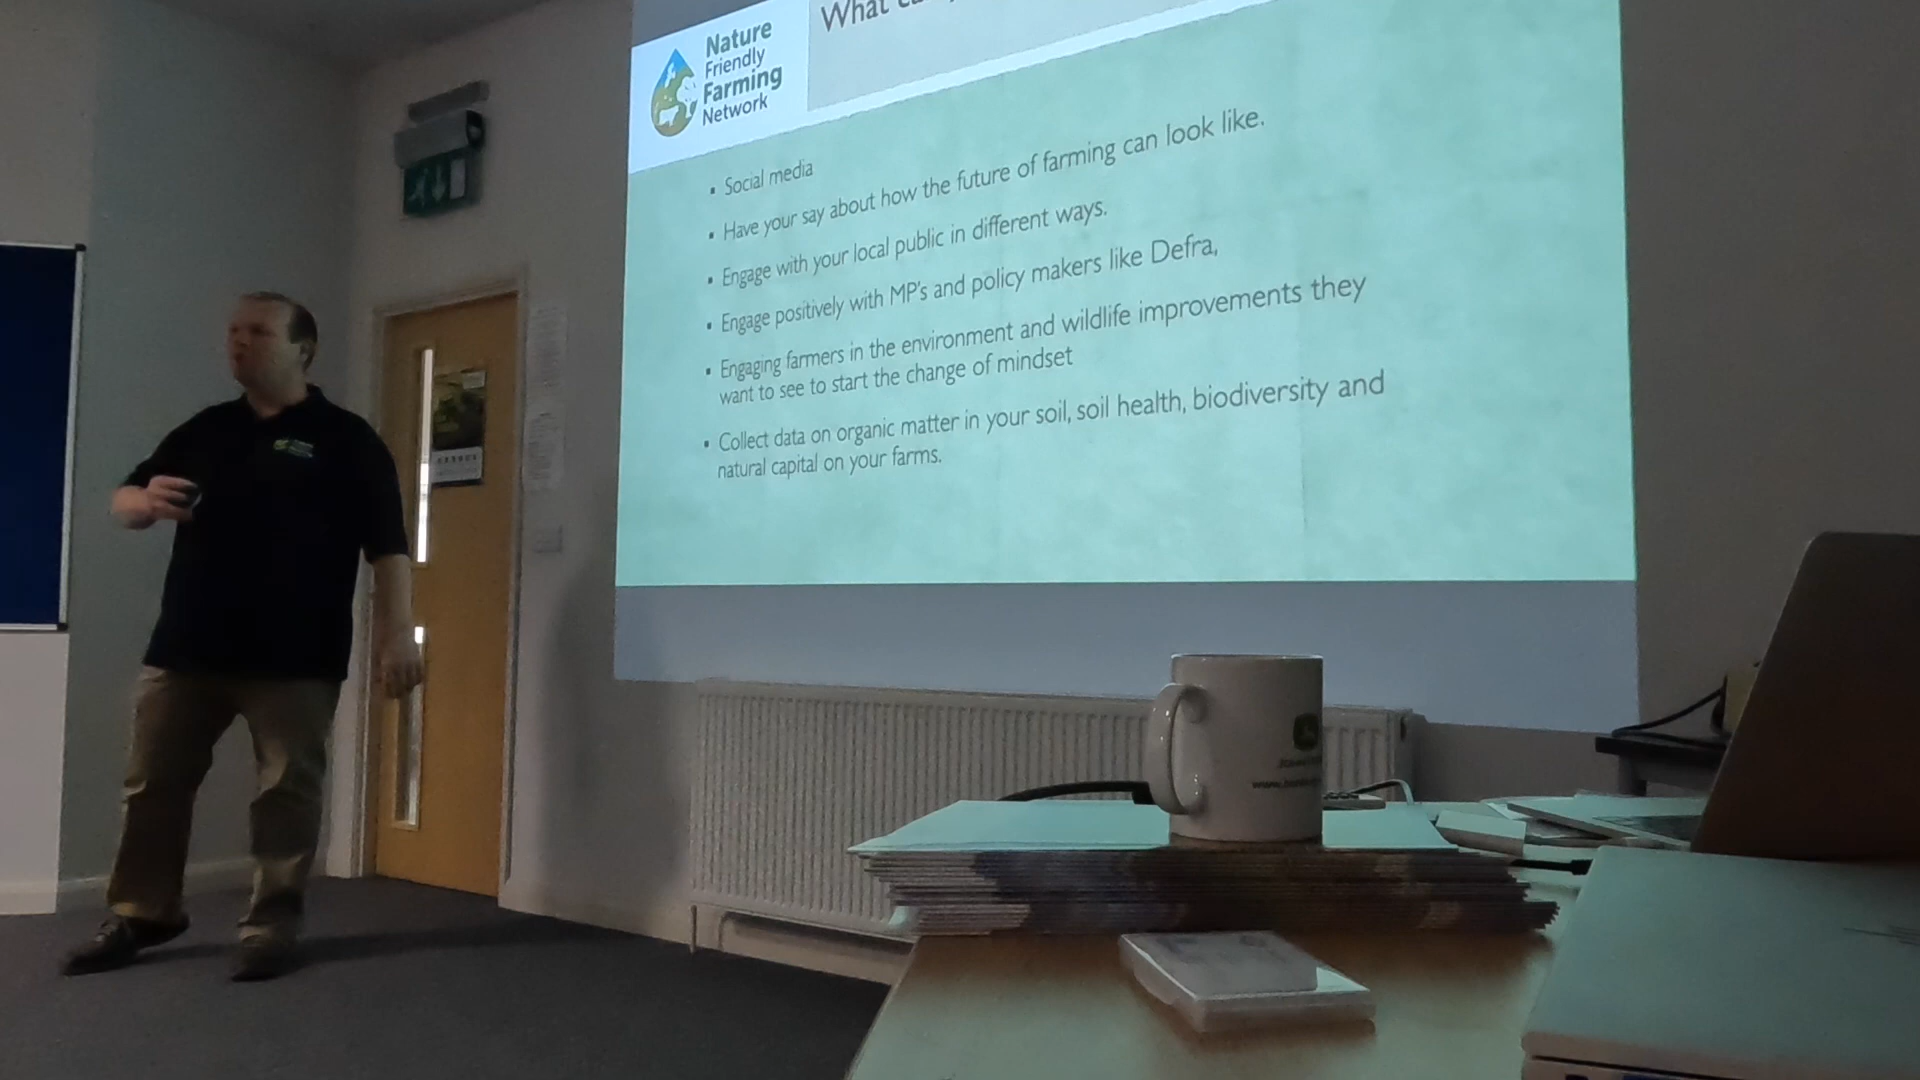 Nature
Friendly
Farming
Network
What
Social media
Have your say about how the future of farming can look like.
Engage with your local public in different ways.
Engage positively with MP's and policy makers like Defra,
Engaging farmers in the environment and wildlife improvements they
want to see to start the change of mindset
Collect data on organic matter in your soil, soil health, biodiversity and
natural capital on your farms.